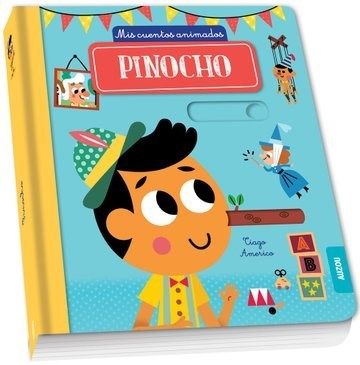 Mis cuentos animados
PINOCHO
Tiago
Americo
A
B
AUZOU